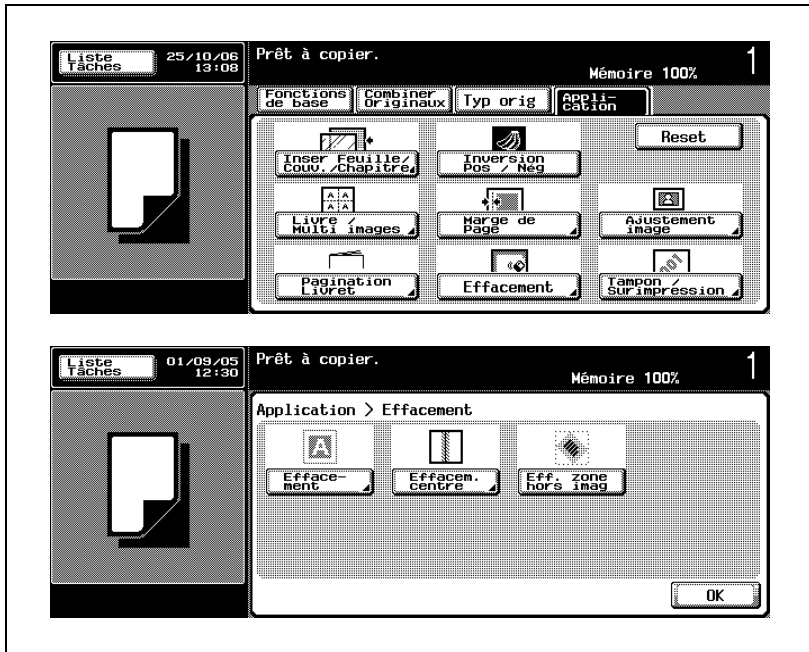 Liste
Tâches
25/10/06
13:08
Prêt à copier.
Mémoire 100%
1
Fonctions
de base
Combiner
Originaux
Typ orig
Appli-
cation
Inser Feuille/
Couv./Chapitre
Inversion
Pos / Nég
Reset
Livre /
Multi images
Marge de
Page
Ajustement
image
Pagination
Livret
Effacement
Tampon /
Surimpression
Liste
Tâches
01/09/05
12:30
Prêt à copier.
Mémoire 100%
1
Application > Effacement
Efface-
ment
Effacem.
centre
Eff. zone
hors imag
OK